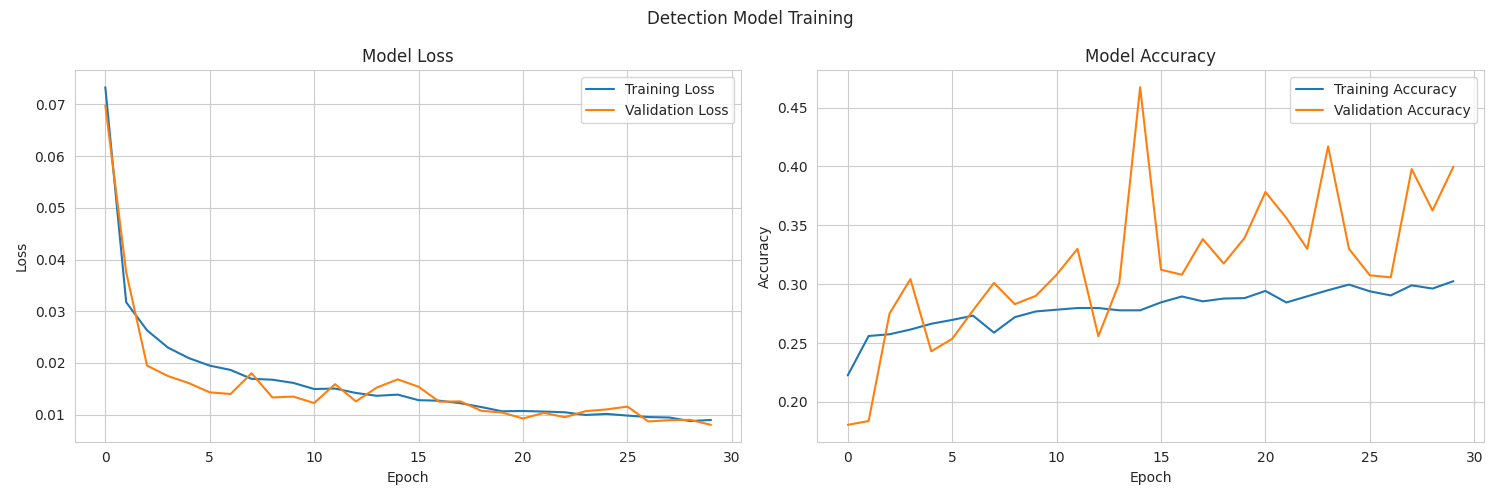 Detection Model Training
Model Loss
Training Loss
Validation Loss
0.07
0.06
0.05
0.04
0.03
0.02
0.01
Loss
0 5 10 15 20 25 30
Epoch
Model Accuracy
Training Accuracy
Validation Accuracy
0.45
0.40
0.35
0.30
0.25
0.20
Accuracy
0 5 10 15 20 25 30
Epoch